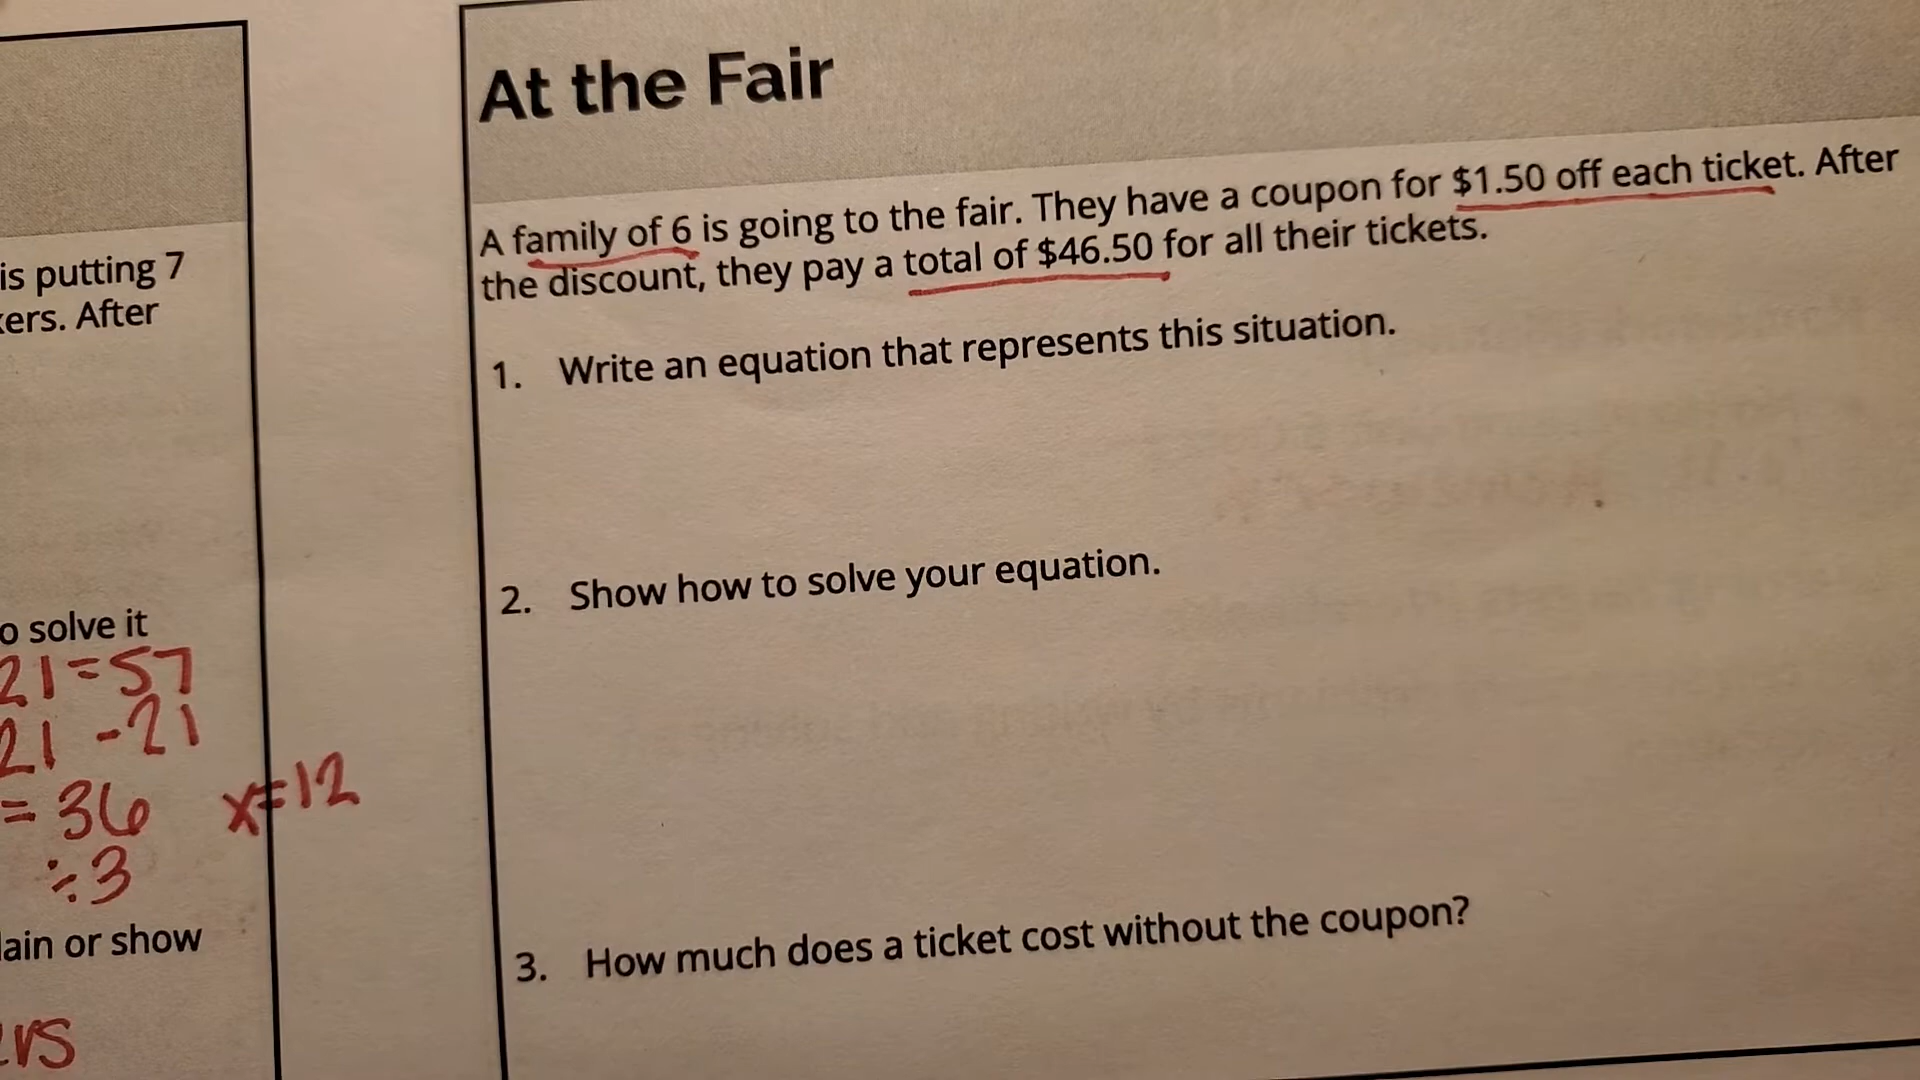 At the Fair
A family of 6 is going to the fair. They have a coupon for $1.50 off each ticket. After
the discount, they pay a total of $46.50 for all their tickets.
1. Write an equation that represents this situation.
2. Show how to solve your equation.
3. How much does a ticket cost without the coupon?
is putting 7
ers. After
o solve it
21=57
21 -21
= 36 x=12
÷3
ain or show
ers